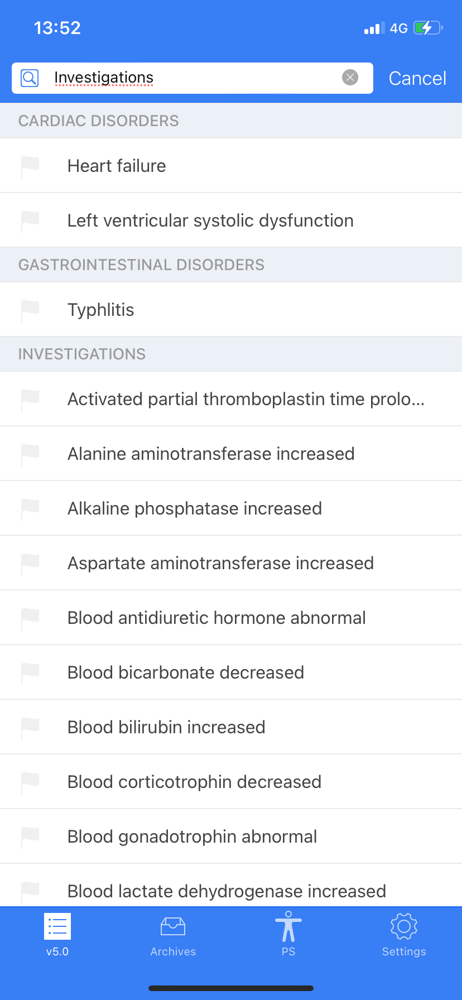 13:52
4G
Investigations
Cancel
CARDIAC DISORDERS
Heart failure
Left ventricular systolic dysfunction
GASTROINTESTINAL DISORDERS
Typhlitis
INVESTIGATIONS
Activated partial thromboplastin time prolo...
Alanine aminotransferase increased
Alkaline phosphatase increased
Aspartate aminotransferase increased
Blood antidiuretic hormone abnormal
Blood bicarbonate decreased
Blood bilirubin increased
Blood corticotrophin decreased
Blood gonadotrophin abnormal
Blood lactate dehydrogenase increased
v5.0
Archives
PS
Settings